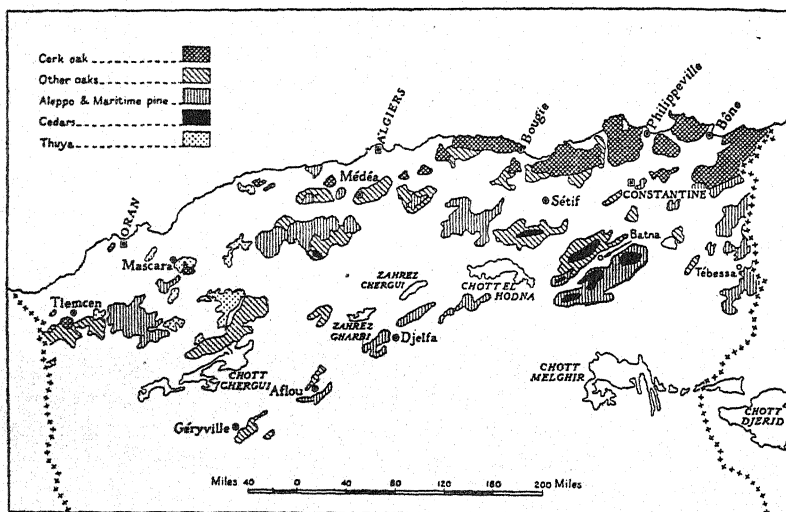 Cork oak
Other oaks
Aleppo & Maritime pine
Cedars
Thuya
ALGIERS
Bougie
Philippeville
Bône
Médéa
Sétif
CONSTANTINE
ORAN
Mascara
Batna
Tébessa
ZAHREZ
CHERGUI
CHOTT EL
HODNA
Tlemcen
ZAHREZ
GHARBI
Djelfa
CHOTT
CHERGUI
Aflou
CHOTT
MELGHIR
CHOTT
DJERID
Géryville
Miles 40 0 40 80 120 160 200 Miles